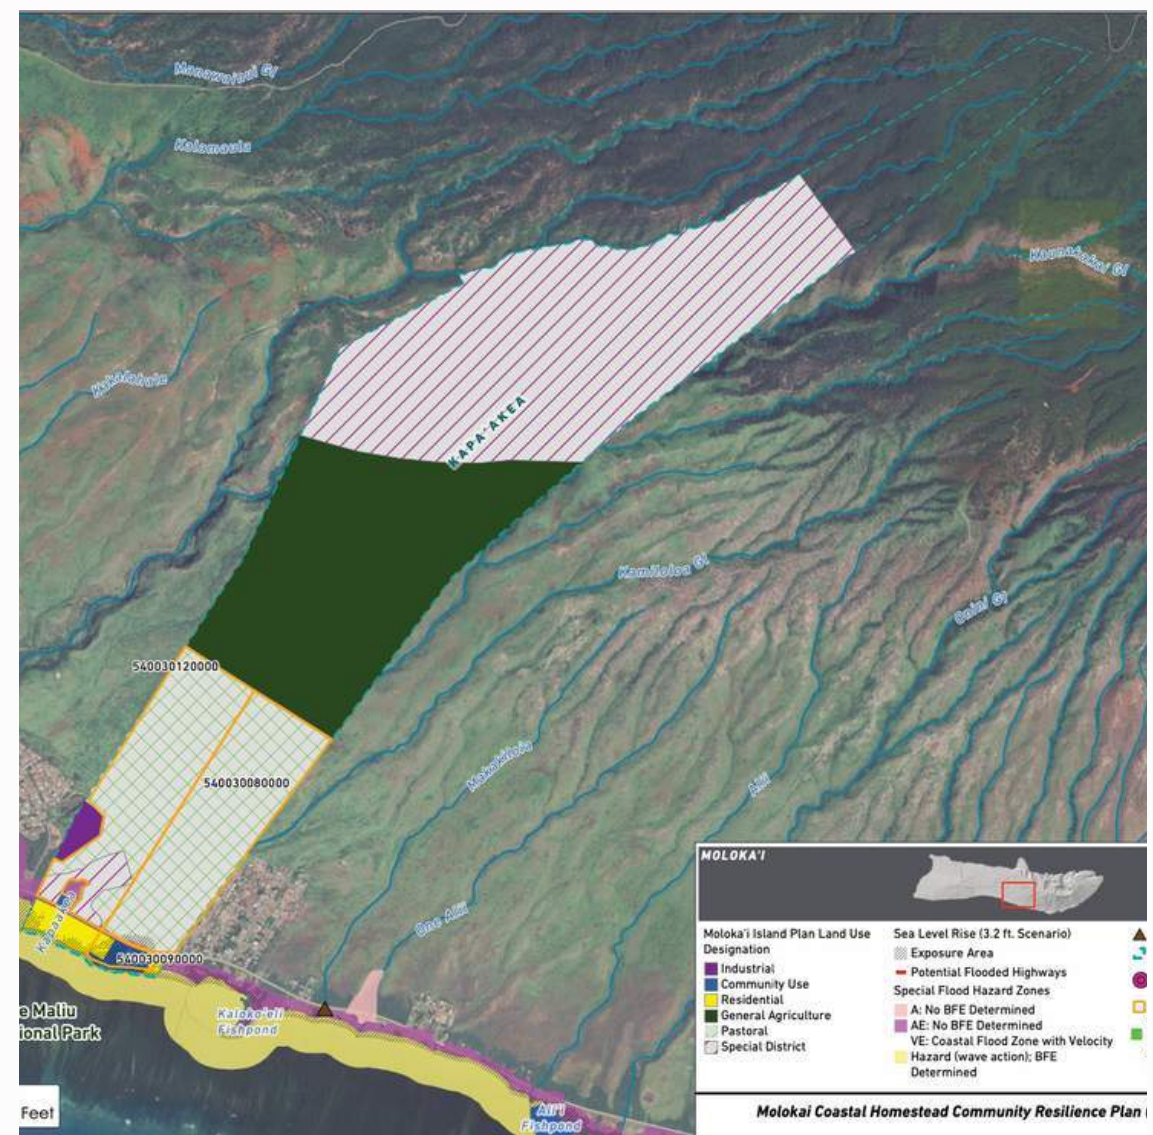 Manawainui Gl
Kalamaula
Kaunakakai Gl
Kakalahale
KAPA'AKEA
Kamiloloa Gl
Onini Gl
540030120000
540030080000
Makakiloia
Alii
One Alii
Kapaakea
540030090000
e Maliu
ional Park
Kaloko'eli
Fishpond
Feet
Ali'i
Fishpond
MOLOKA'I
Moloka'i Island Plan Land Use
Designation
Industrial
Community Use
Residential
General Agriculture
Pastoral
Special District
Sea Level Rise (3.2 ft. Scenario)
Exposure Area
Potential Flooded Highways
Special Flood Hazard Zones
A: No BFE Determined
AE: No BFE Determined
VE: Coastal Flood Zone with Velocity
Hazard (wave action); BFE
Determined
Molokai Coastal Homestead Community Resilience Plan